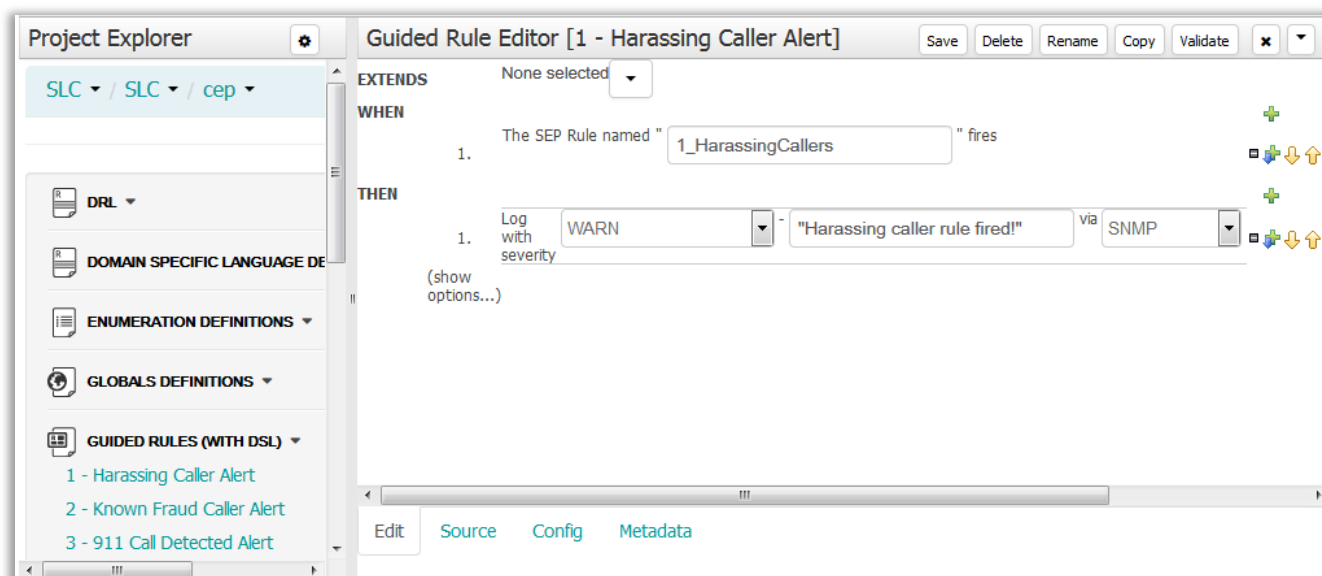 Project Explorer
SLC / SLC / cep
DRL
DOMAIN SPECIFIC LANGUAGE DE
ENUMERATION DEFINITIONS
GLOBALS DEFINITIONS
GUIDED RULES (WITH DSL)
1 - Harassing Caller Alert
2 - Known Fraud Caller Alert
3 - 911 Call Detected Alert
Guided Rule Editor [1 - Harassing Caller Alert]
Save Delete Rename Copy Validate
EXTENDS None selected
WHEN
1. The SEP Rule named " 1_HarassingCallers " fires
THEN
1. Log with severity WARN - "Harassing caller rule fired!" via SNMP
(show options...)
Edit Source Config Metadata